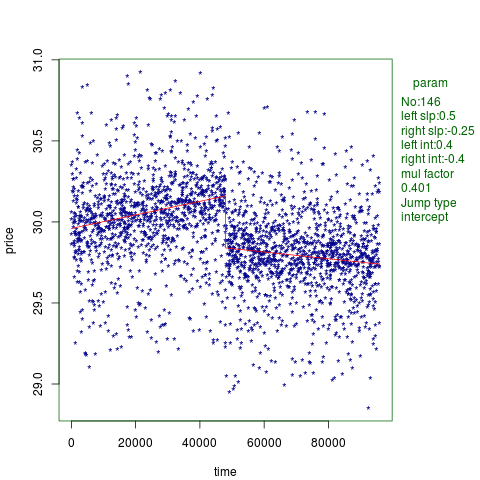 param
No:146
left slp:0.5
right slp:-0.25
left int:0.4
right int:-0.4
mul factor
0.401
Jump type
intercept
31.0
30.5
30.0
29.5
29.0
price
0 20000 40000 60000 80000
time